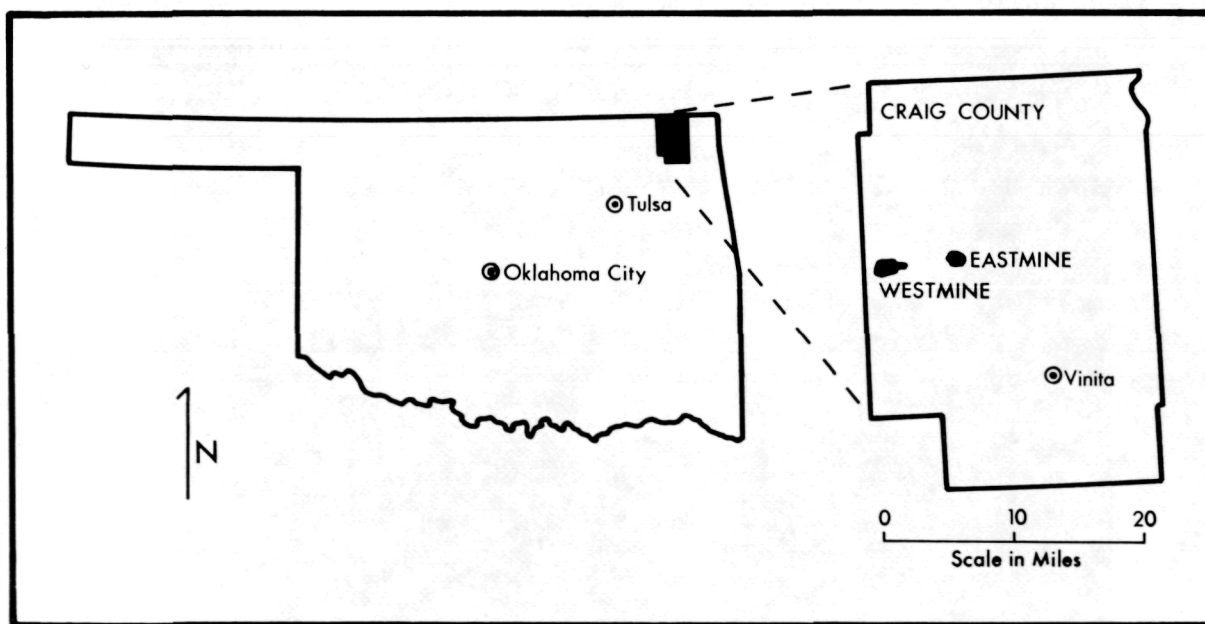 CRAIG COUNTY
Tulsa
Oklahoma City
EASTMINE
WESTMINE
Vinita
N
0 10 20
Scale in Miles